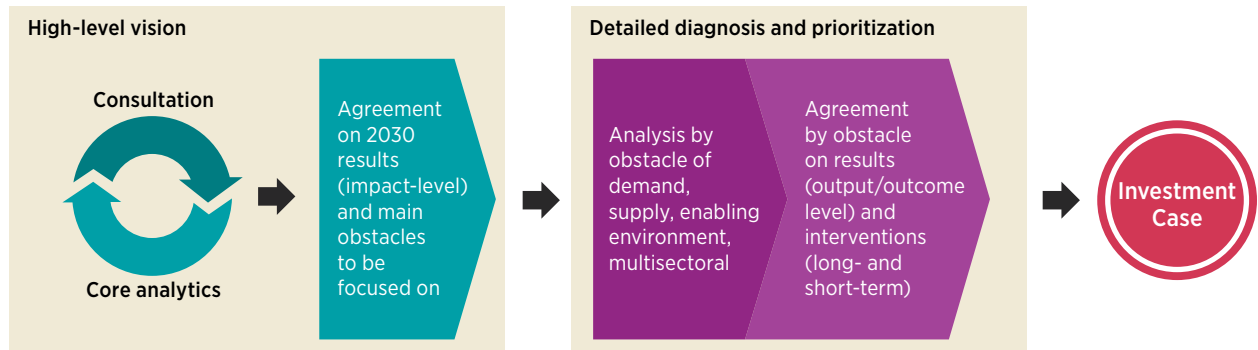 High-level vision
Consultation
Core analytics
Agreement
on 2030
results
(impact-level)
and main
obstacles
to be
focused on
Detailed diagnosis and prioritization
Analysis by
obstacle of
demand,
supply, enabling
environment,
multisectoral
Agreement
by obstacle
on results
(output/outcome
level) and
interventions
(long- and
short-term)
Investment
Case